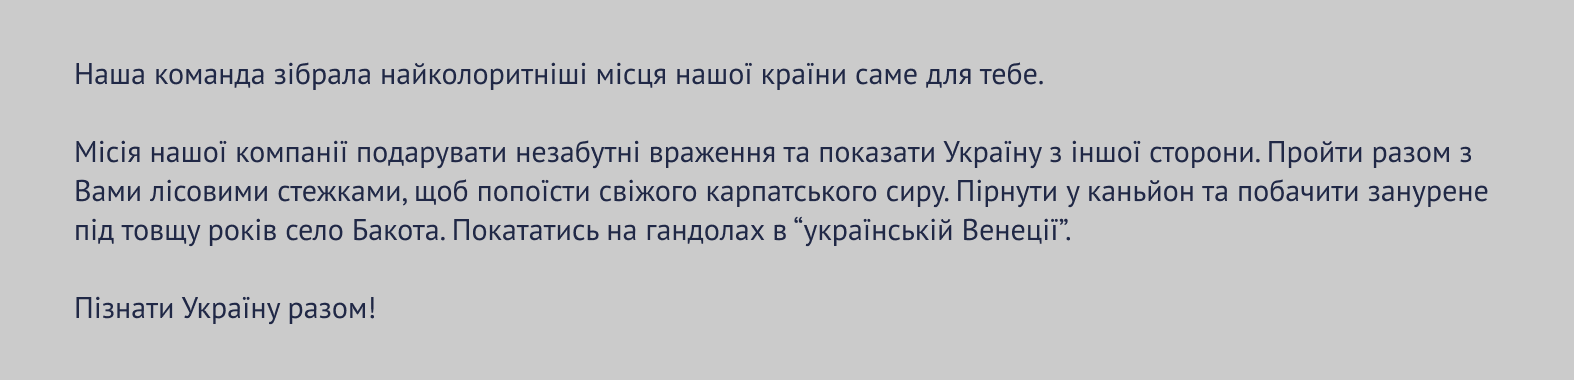 Наша команда зібрала найколоритніші місця нашої країни саме для тебе.
Місія нашої компанії подарувати незабутні враження та показати Україну з іншої сторони. Пройти разом з
Вами лісовими стежками, щоб попоїсти свіжого карпатського сиру. Пірнути у каньйон та побачити занурене
під товщу років село Бакота. Покататись на гандолах в “українській Венеції”.
Пізнати Україну разом!